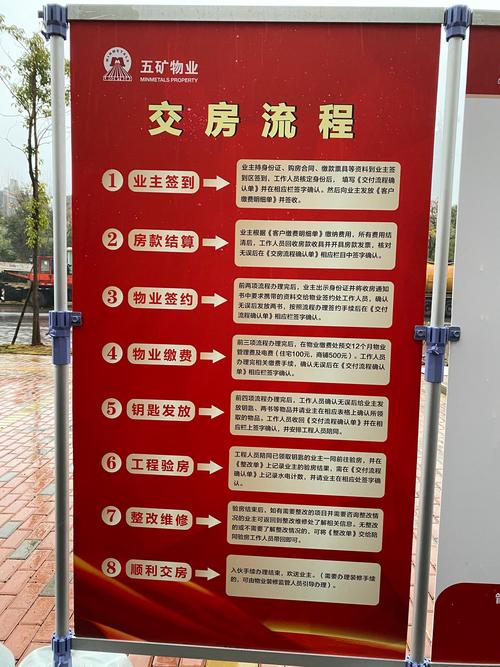 五矿物业
MINMETALS PROPERTY
交房流程
1 业主签到
业主持身份证、购房合同、缴款票具等资料到业主签
到区签到，工作人员核定身份后，填写《交付流程确
认单》并在相应栏签字确认。然后向业主发放《客户
缴费明细单》并签收。
2 房款结算
业主根据《客户缴费明细单》缴纳费用，所有费用结
清后，工作人员回收房款收具并开具房款发票，核对
无误后在《交房流程确认单》相应栏目中签字确认。
3 物业签约
前两项流程办理完后，业主出示身份证并将收房通知
书中要求携带的资料交给物业签约处工作人员，确认
无误后发放两书，按照流程办理签约手续后在《交付
流程确认单》相应栏签字确认。
4 物业缴费
前三项流程办理完后，在物业缴费处预交12个月物业
管理费及电费（住宅100元，商铺500元）。工作人员
办理完相关缴费手续，确认无误后在《交付流程确认
单》相应栏签字确认。
5 钥匙发放
前四项流程办理完后，工作人员确认无误后给业主发
放钥匙、两书等物品并请业主在相应表格上确认所领
取的物品。工作人员收回《交付流程确认单》并在相
应栏上签字确认，并安排工程人员陪同。
6 工程验房
工程人员陪同已领取钥匙的业主一同前往验房，并在
《整改单》上记录业主的验房结果，需在《交付流程
确认单》上记录水电计数，并请业主在相应处签字确
认。
7 整改维修
验房结束后，如有需要整改的项目并需要咨询整改情
况的业主可返回到整改维修处了解相关信息。无整改
的或不需要了解整改情况的，可将《整改单》交给陪
同验房工作人员带回即可。
8 顺利交房
入伙手续办理结束，欢送业主。（需要办理装修手续
的，可由物业装修监管人员引导办理）。